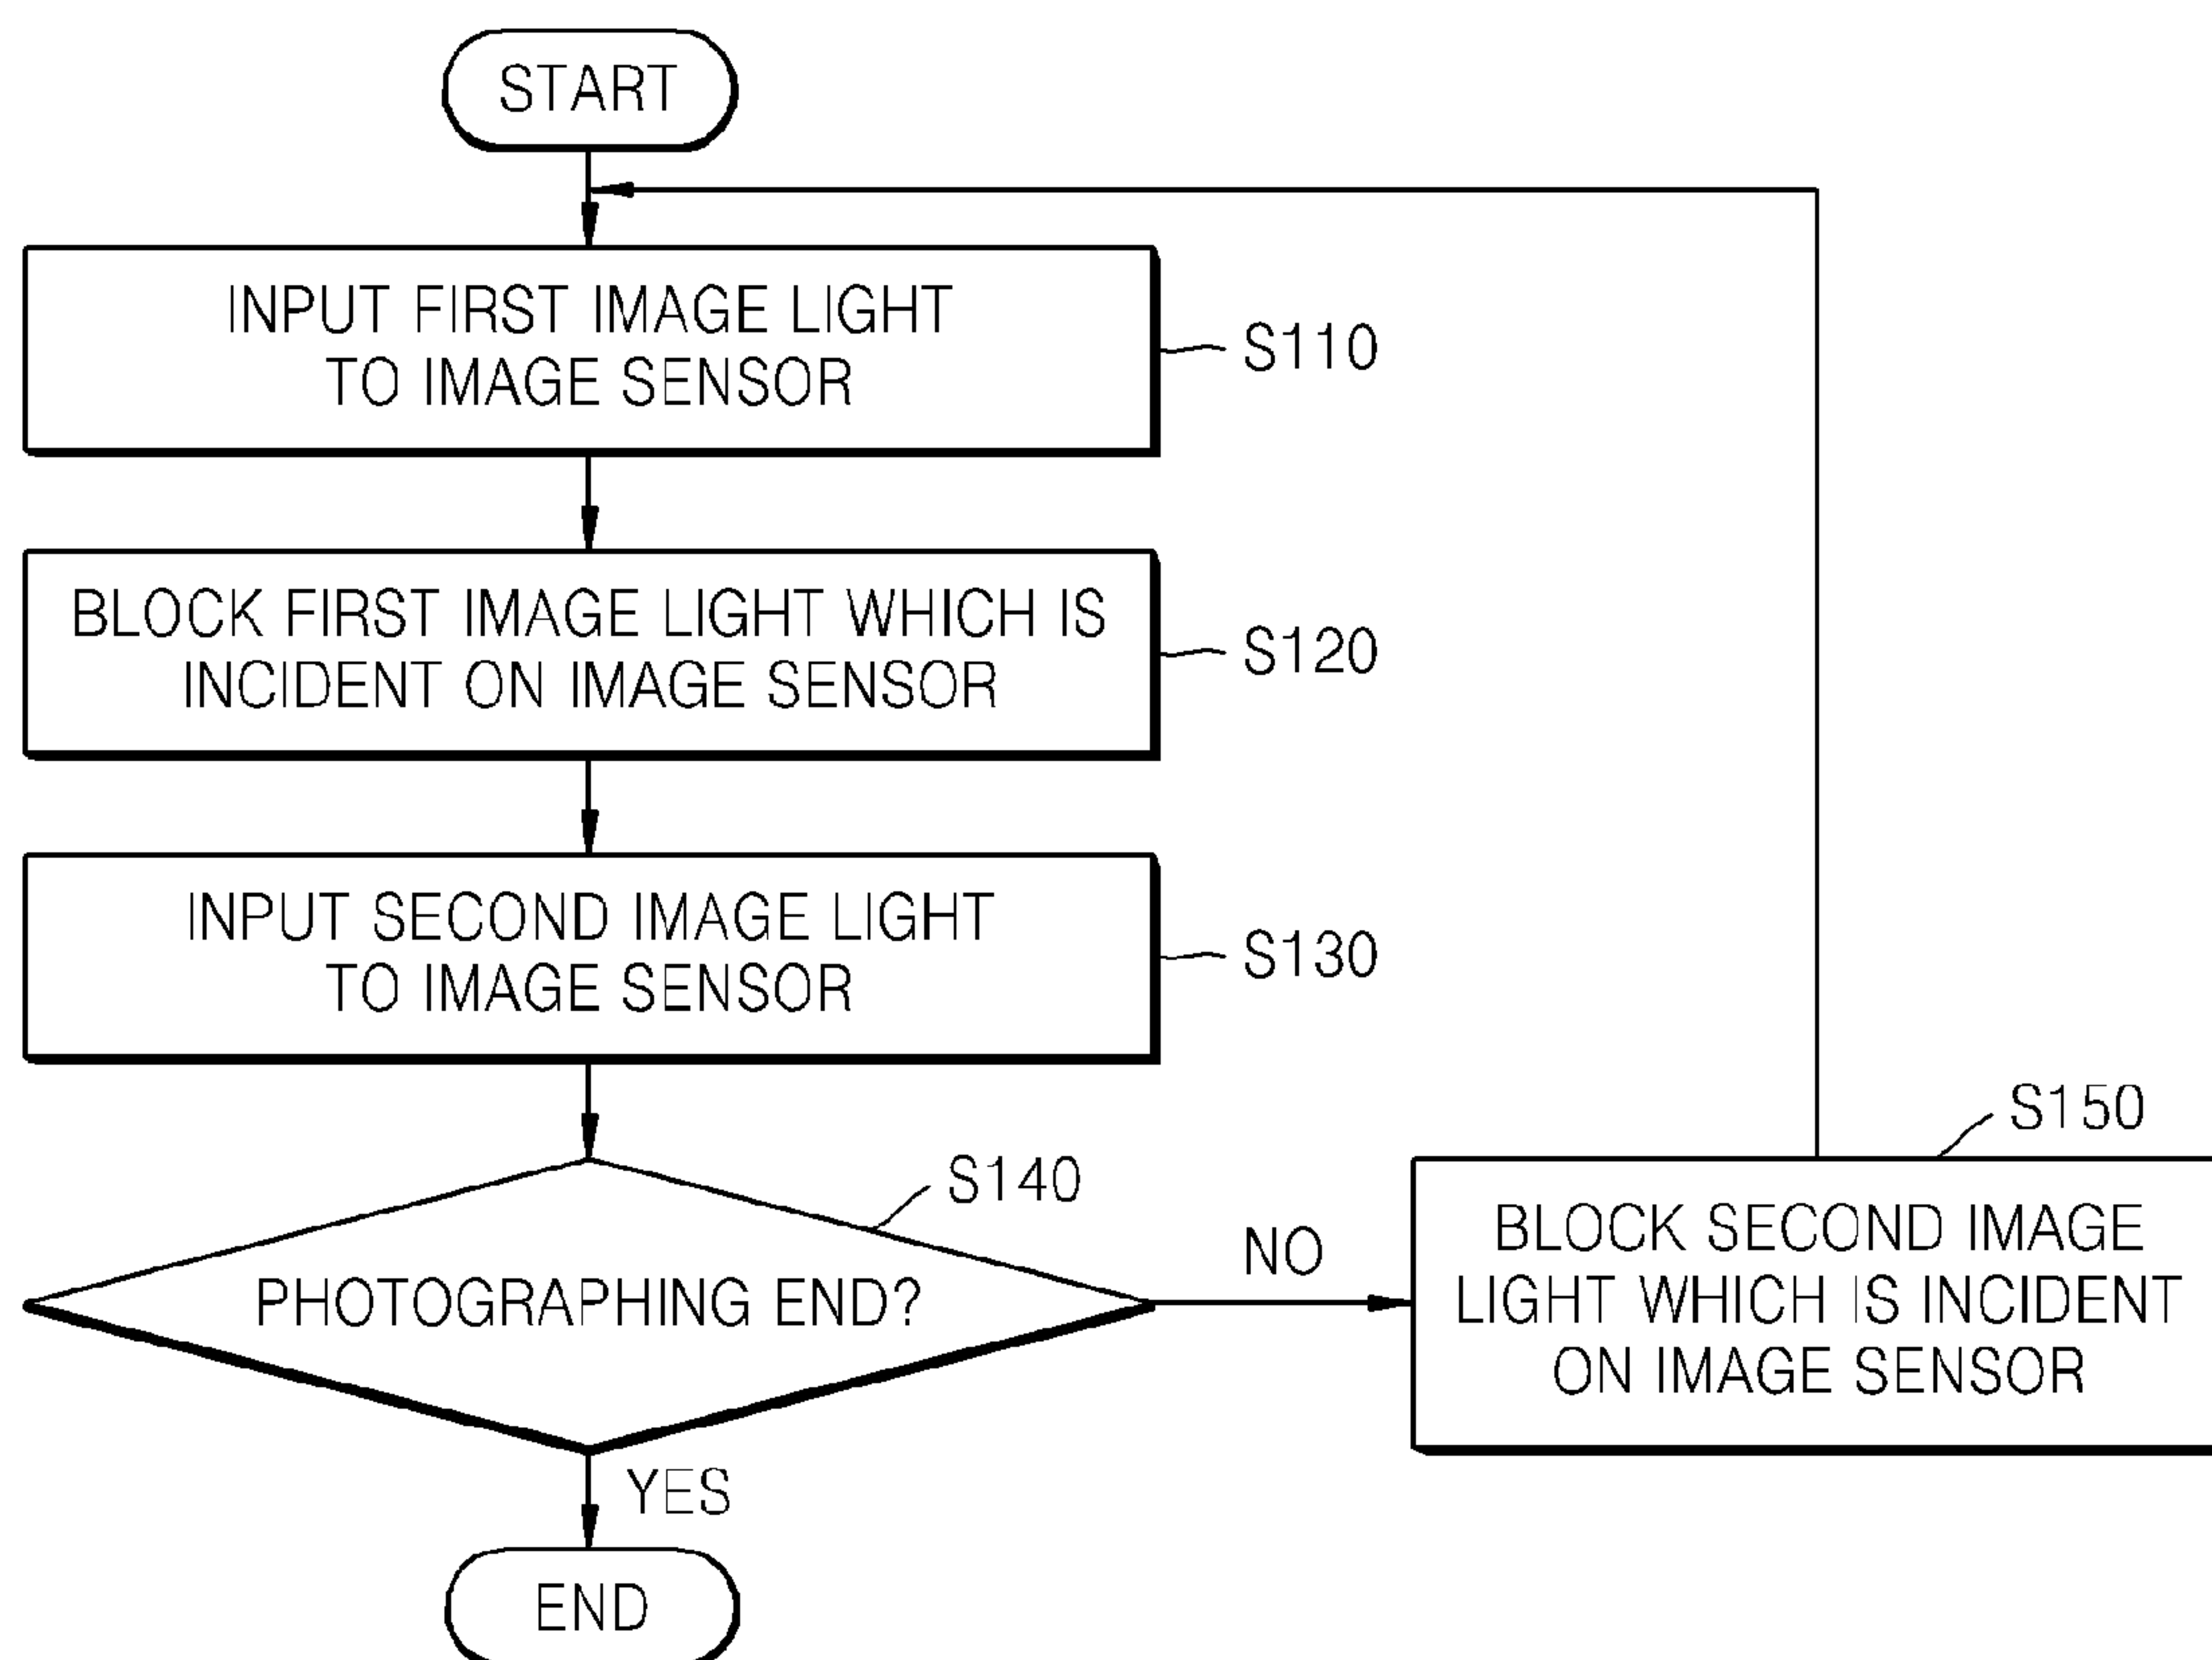 START
INPUT FIRST IMAGE LIGHT
TO IMAGE SENSOR
S110
BLOCK FIRST IMAGE LIGHT WHICH IS
INCIDENT ON IMAGE SENSOR
S120
INPUT SECOND IMAGE LIGHT
TO IMAGE SENSOR
S130
S140
PHOTOGRAPHING END?
NO
S150
BLOCK SECOND IMAGE
LIGHT WHICH IS INCIDENT
ON IMAGE SENSOR
YES
END